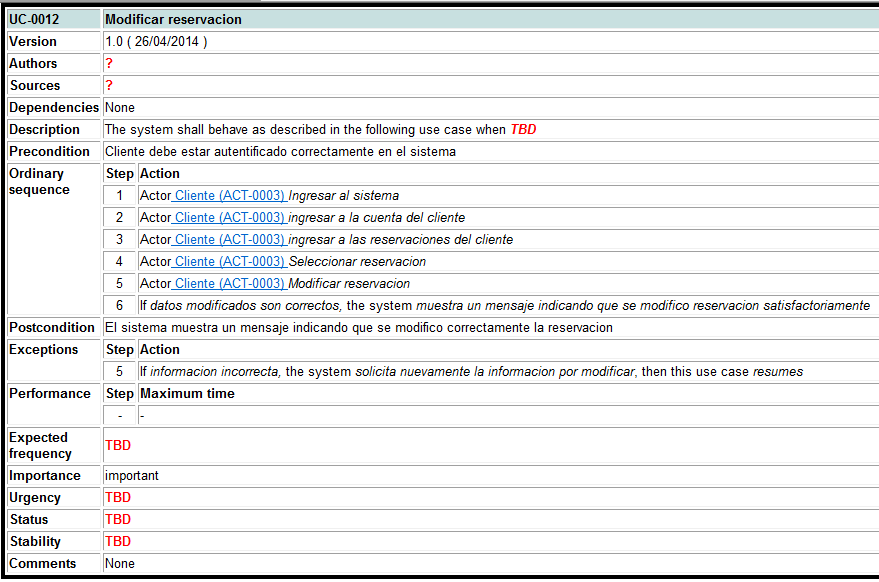 UC-0012 Modificar reservacion
Version 1.0 ( 26/04/2014 )
Authors ?
Sources ?
Dependencies None
Description The system shall behave as described in the following use case when TBD
Precondition Cliente debe estar autentificado correctamente en el sistema
Ordinary sequence Step Action
1 Actor Cliente (ACT-0003) Ingresar al sistema
2 Actor Cliente (ACT-0003) ingresar a la cuenta del cliente
3 Actor Cliente (ACT-0003) ingresar a las reservaciones del cliente
4 Actor Cliente (ACT-0003) Seleccionar reservacion
5 Actor Cliente (ACT-0003) Modificar reservacion
6 If datos modificados son correctos, the system muestra un mensaje indicando que se modifico reservacion satisfactoriamente
Postcondition El sistema muestra un mensaje indicando que se modifico correctamente la reservacion
Exceptions Step Action
5 If informacion incorrecta, the system solicita nuevamente la informacion por modificar, then this use case resumes
Performance Step Maximum time
- -
Expected frequency TBD
Importance important
Urgency TBD
Status TBD
Stability TBD
Comments None